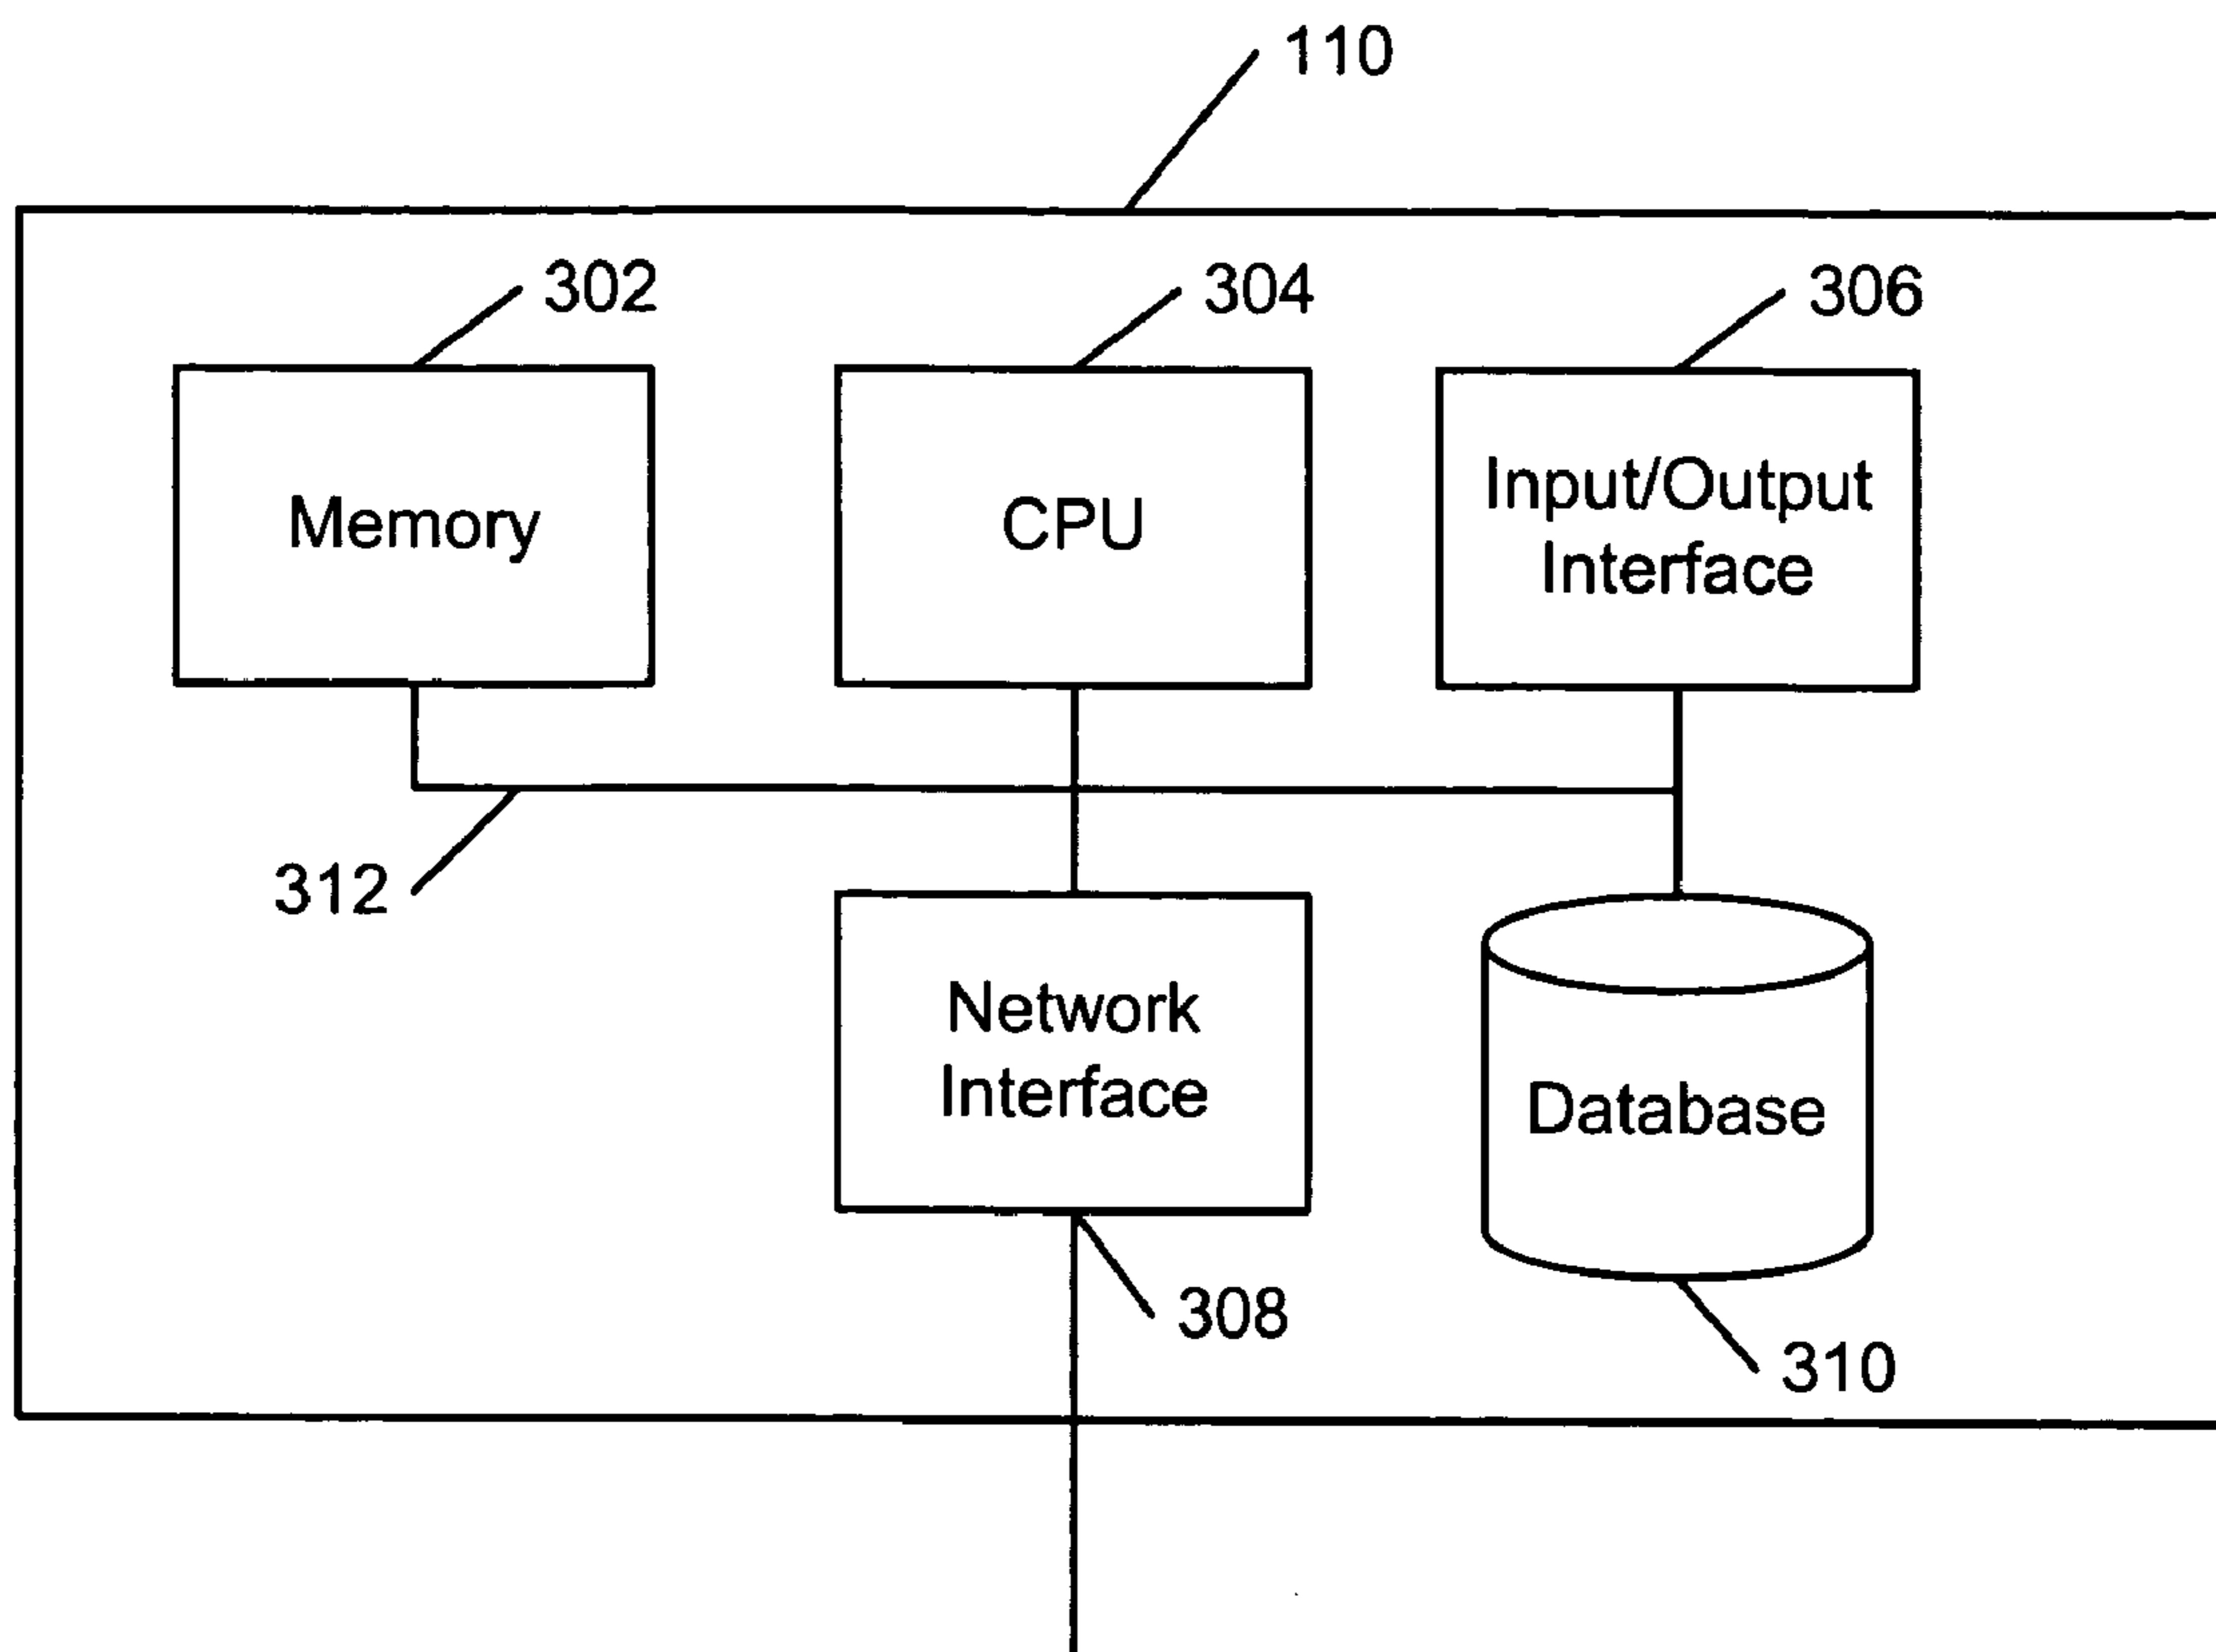 110
302
304
306
Memory
CPU
Input/Output
Interface
312
Network
Interface
Database
308
310